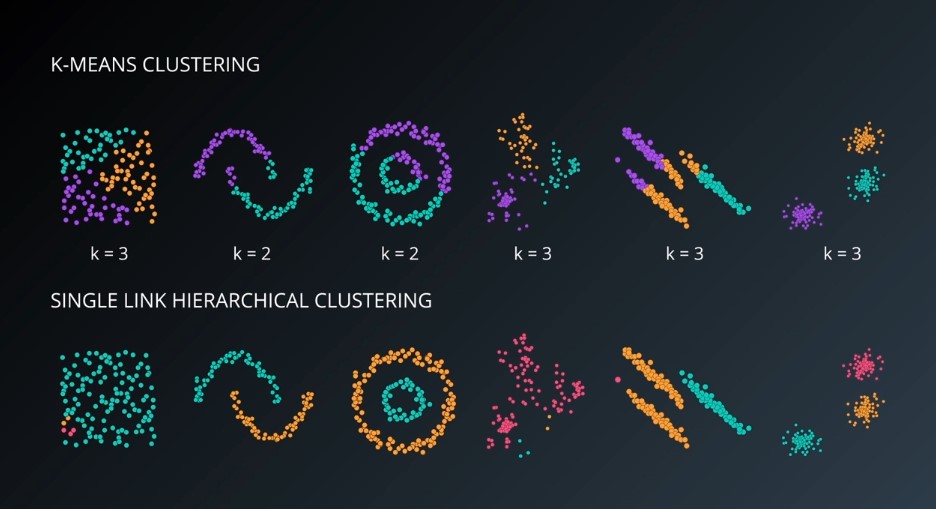 K-MEANS CLUSTERING
k = 3
k = 2
k = 2
k = 3
k = 3
k = 3
SINGLE LINK HIERARCHICAL CLUSTERING